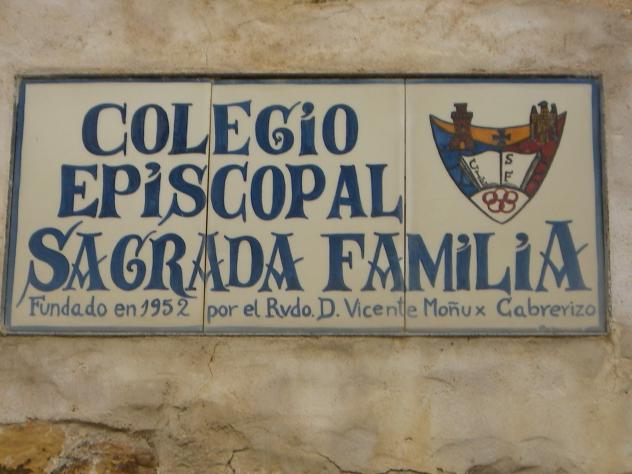 COLEGIO
EPISCOPAL
SAGRADA FAMILIA
Fundado en 1952 por el Rvdo. D. Vicente Moñux Cabrerizo
S
F